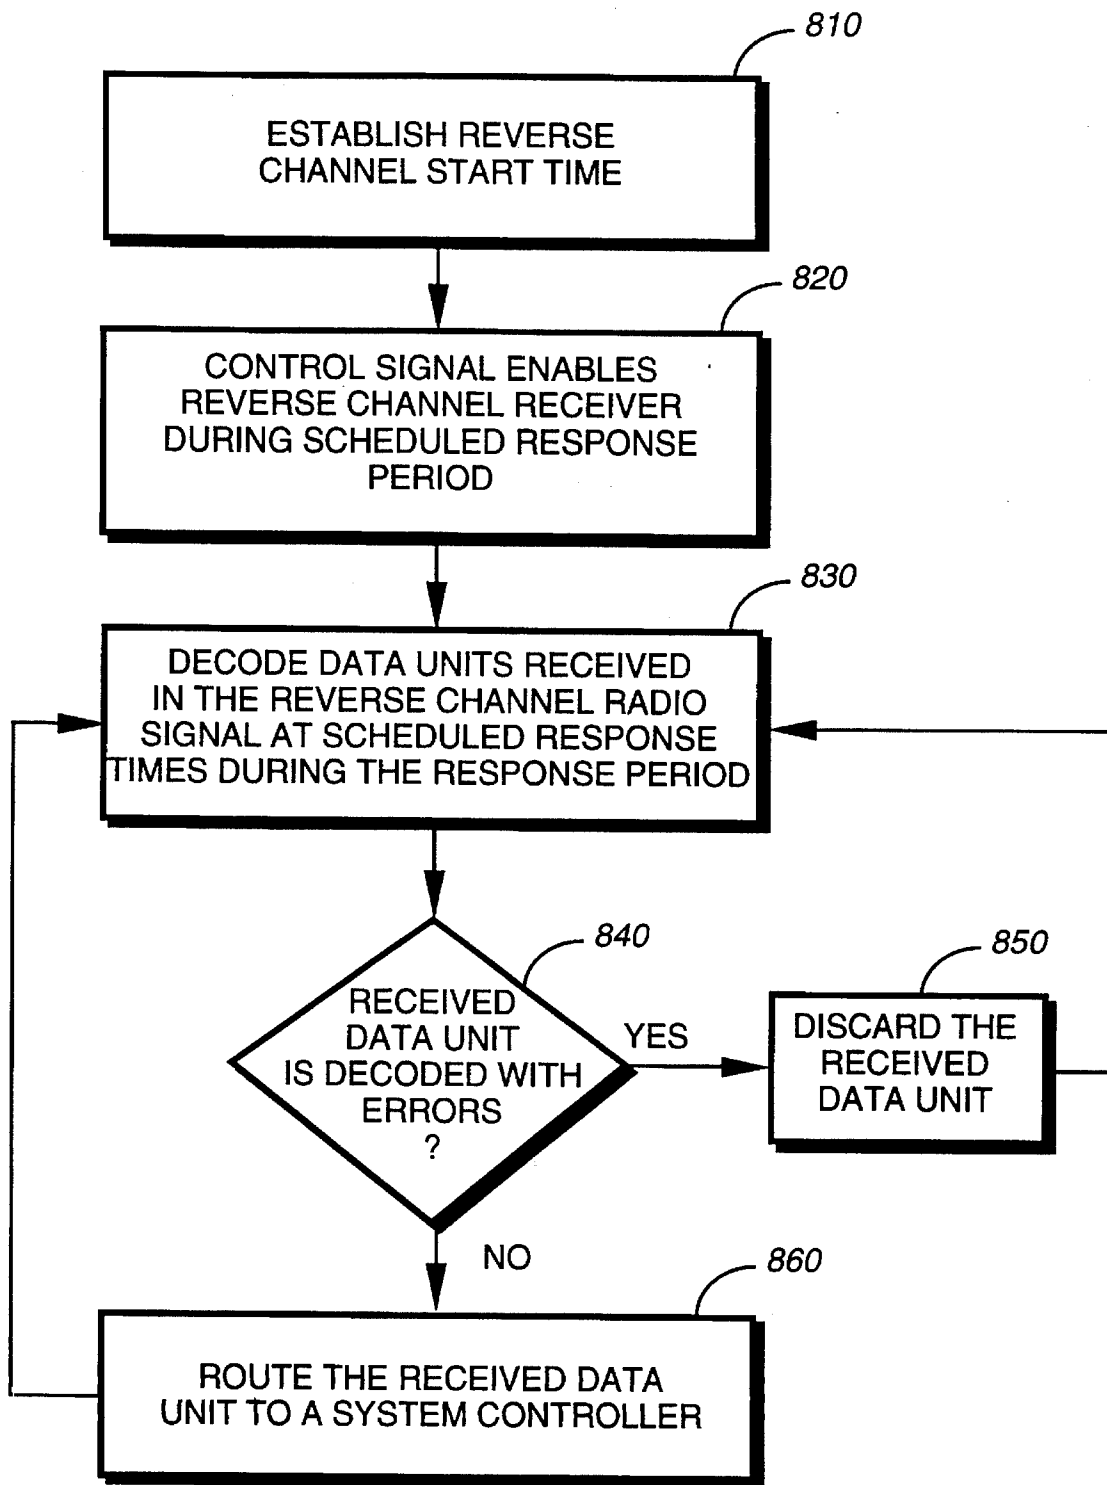 810
ESTABLISH REVERSE
CHANNEL START TIME
820
CONTROL SIGNAL ENABLES
REVERSE CHANNEL RECEIVER
DURING SCHEDULED RESPONSE
PERIOD
830
DECODE DATA UNITS RECEIVED
IN THE REVERSE CHANNEL RADIO
SIGNAL AT SCHEDULED RESPONSE
TIMES DURING THE RESPONSE PERIOD
840
RECEIVED
DATA UNIT
IS DECODED WITH
ERRORS
?
YES
850
DISCARD THE
RECEIVED
DATA UNIT
NO
860
ROUTE THE RECEIVED DATA
UNIT TO A SYSTEM CONTROLLER